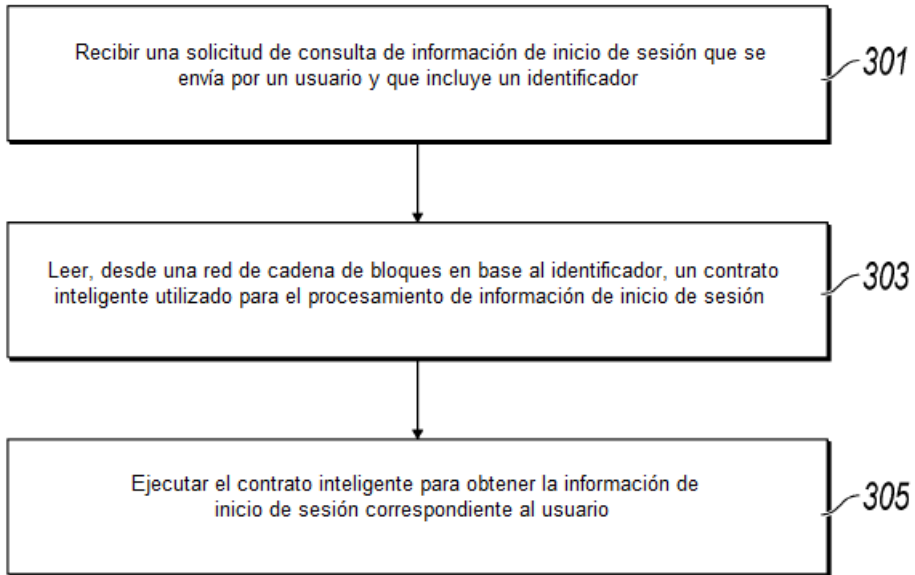 Recibir una solicitud de consulta de información de inicio de sesión que se
envía por un usuario y que incluye un identificador
301
Leer, desde una red de cadena de bloques en base al identificador, un contrato
inteligente utilizado para el procesamiento de información de inicio de sesión
303
Ejecutar el contrato inteligente para obtener la información de
inicio de sesión correspondiente al usuario
305